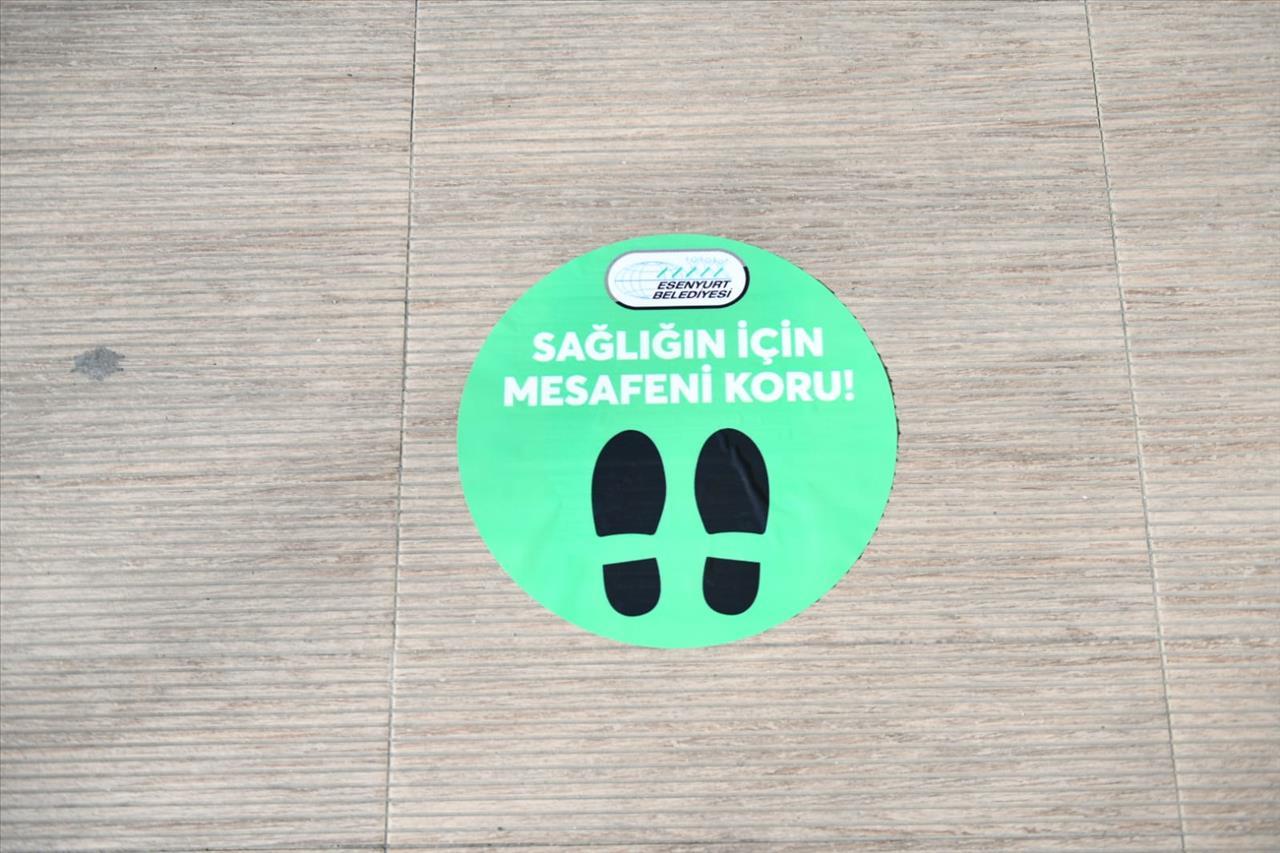 ESENYURT
BELEDİYESİ
SAĞLIĞIN İÇİN
MESAFENİ KORU!